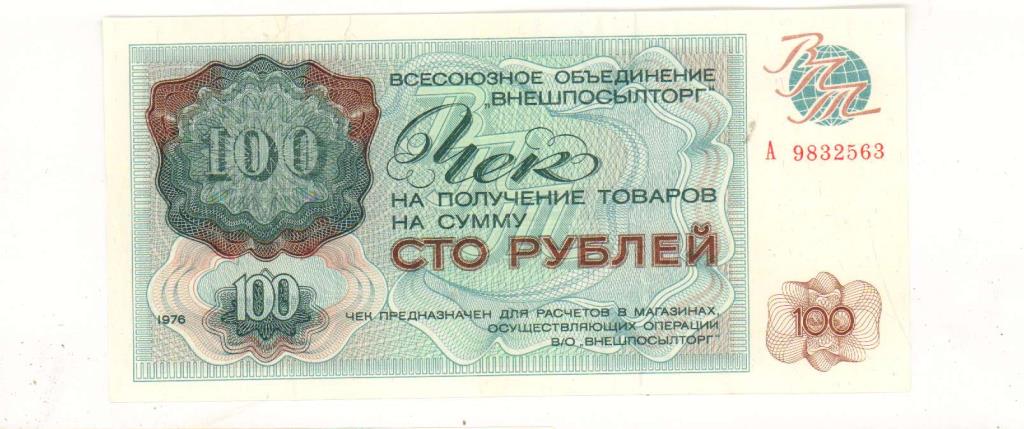 100
ВСЕСОЮЗНОЕ ОБЪЕДИНЕНИЕ
„ВНЕШПОСЫЛТОРГ"
ВПТ
Чек
НА ПОЛУЧЕНИЕ ТОВАРОВ
НА СУММУ
СТО РУБЛЕЙ
А 9832563
100
1976
ЧЕК ПРЕДНАЗНАЧЕН ДЛЯ РАСЧЕТОВ В МАГАЗИНАХ,
ОСУЩЕСТВЛЯЮЩИХ ОПЕРАЦИИ
В/О „ВНЕШПОСЫЛТОРГ"
100